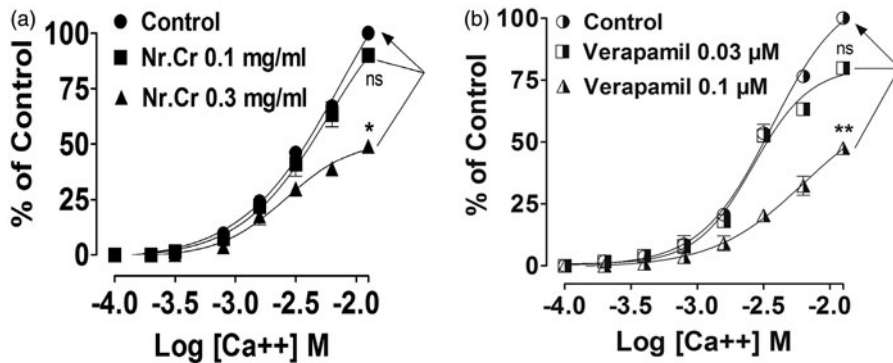 (a)
100
75
50
25
0
% of Control
Control
Nr.Cr 0.1 mg/ml
Nr.Cr 0.3 mg/ml
ns
*
-4.0 -3.5 -3.0 -2.5 -2.0
Log [Ca++] M
(b)
100
75
50
25
0
% of Control
Control
Verapamil 0.03 µM
Verapamil 0.1 µM
ns
**
-4.0 -3.5 -3.0 -2.5 -2.0
Log [Ca++] M